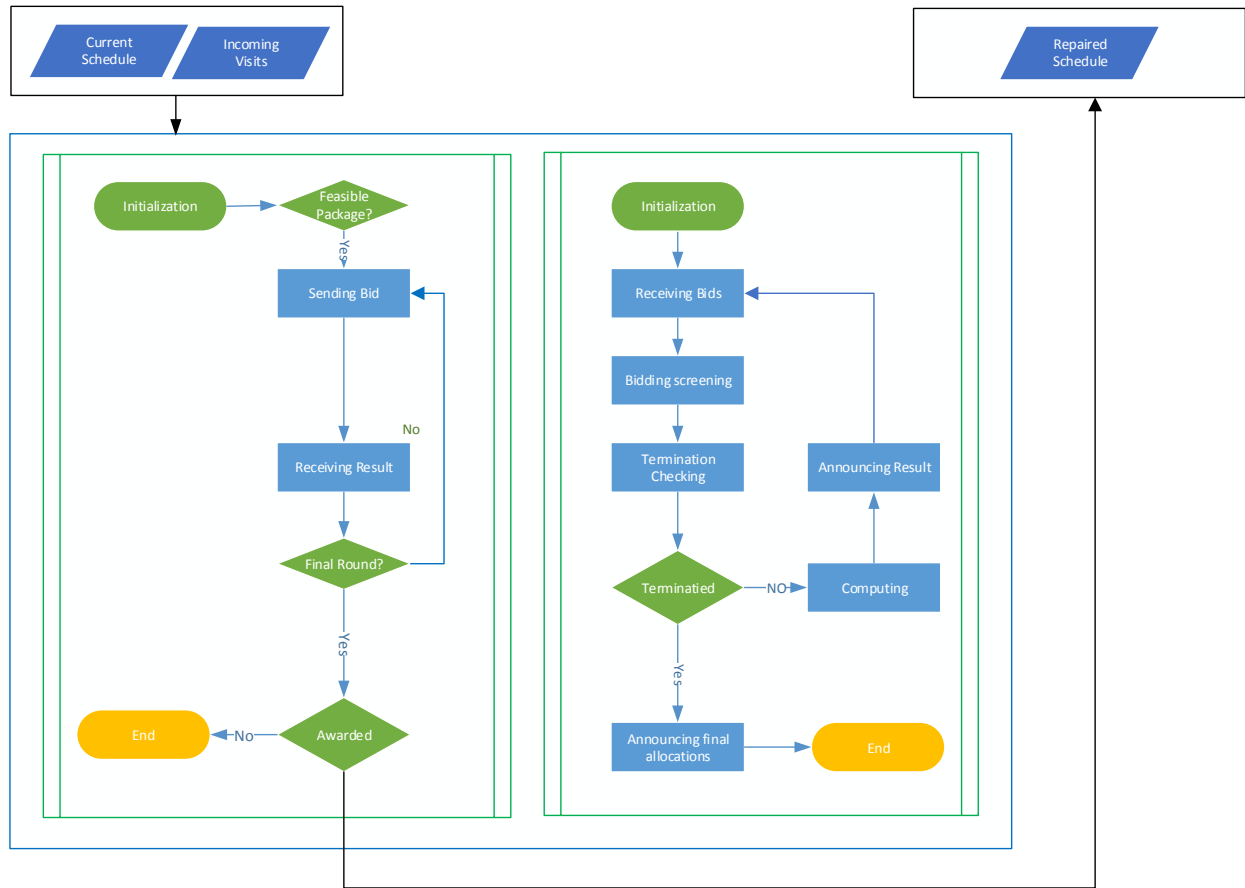 Current
Schedule
Incoming
Visits
Repaired
Schedule
Initialization
Feasible
Package?
Yes
Sending Bid
No
Receiving Result
Final Round?
Yes
Awarded
No
End
Initialization
Receiving Bids
Bidding screening
Termination
Checking
Announcing Result
Terminatied
NO
Computing
Yes
Announcing final
allocations
End